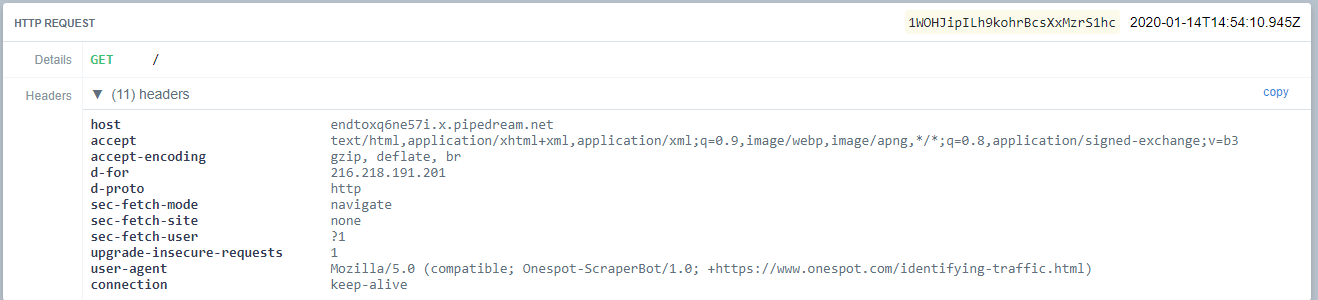 HTTP REQUEST 1WOHJipILh9kohrBcsXxMzrS1hc 2020-01-14T14:54:10.945Z
Details GET /
Headers ▼ (11) headers copy
host endtoxq6ne57i.x.pipedream.net
accept text/html,application/xhtml+xml,application/xml;q=0.9,image/webp,image/apng,*/*;q=0.8,application/signed-exchange;v=b3
accept-encoding gzip, deflate, br
d-for 216.218.191.201
d-proto http
sec-fetch-mode navigate
sec-fetch-site none
sec-fetch-user ?1
upgrade-insecure-requests 1
user-agent Mozilla/5.0 (compatible; Onespot-ScraperBot/1.0; +https://www.onespot.com/identifying-traffic.html)
connection keep-alive